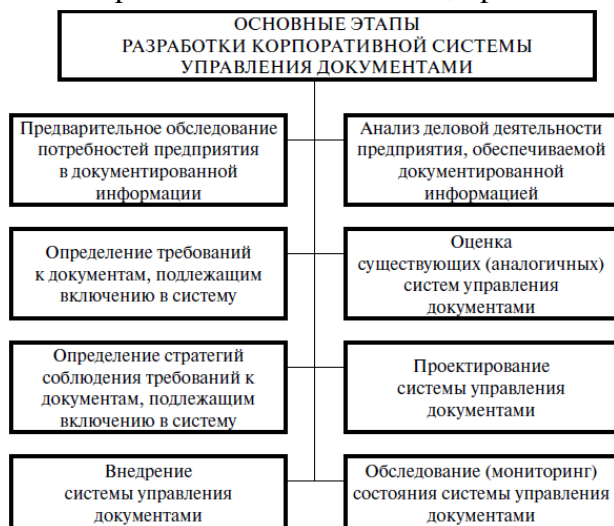 ОСНОВНЫЕ ЭТАПЫ
РАЗРАБОТКИ КОРПОРАТИВНОЙ СИСТЕМЫ
УПРАВЛЕНИЯ ДОКУМЕНТАМИ
Предварительное обследование
потребностей предприятия
в документированной
информации
Анализ деловой деятельности
предприятия, обеспечиваемой
документированной
информацией
Определение требований
к документам, подлежащим
включению в систему
Оценка
существующих (аналогичных)
систем управления
документами
Определение стратегий
соблюдения требований к
документам, подлежащим
включению в систему
Проектирование
системы управления
документами
Внедрение
системы управления
документами
Обследование (мониторинг)
состояния системы управления
документами